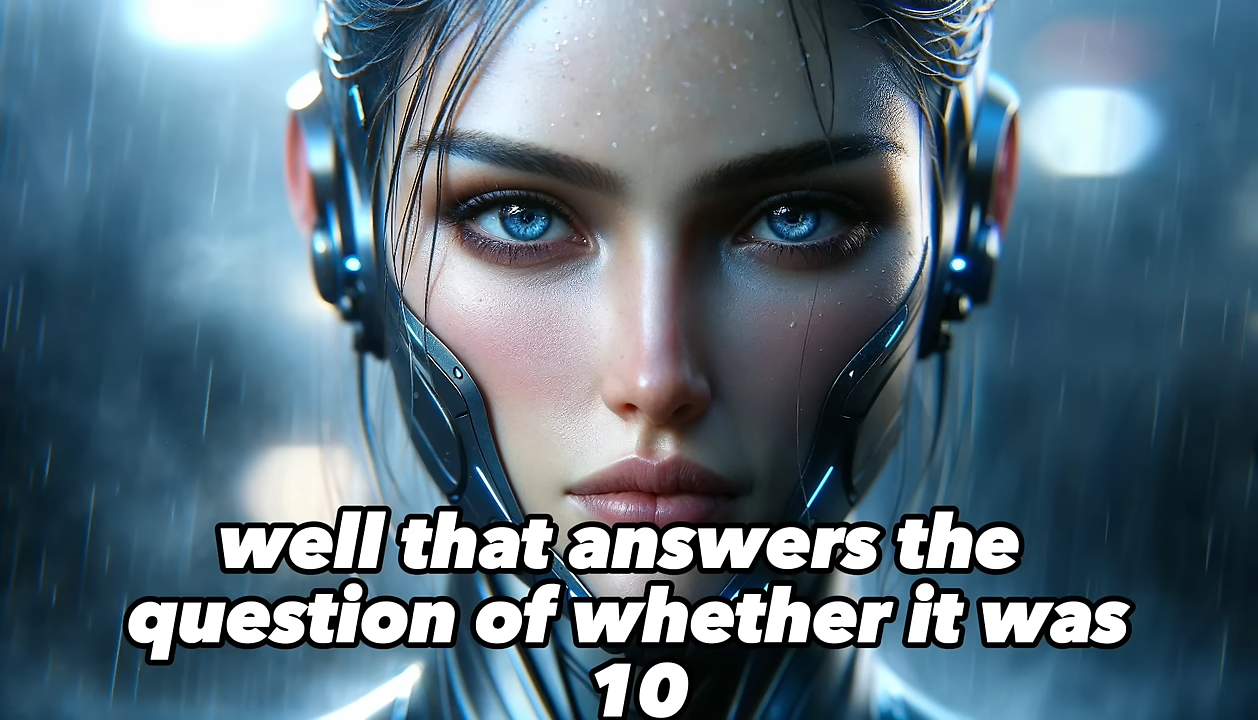 well that answers the
question of whether it was
10